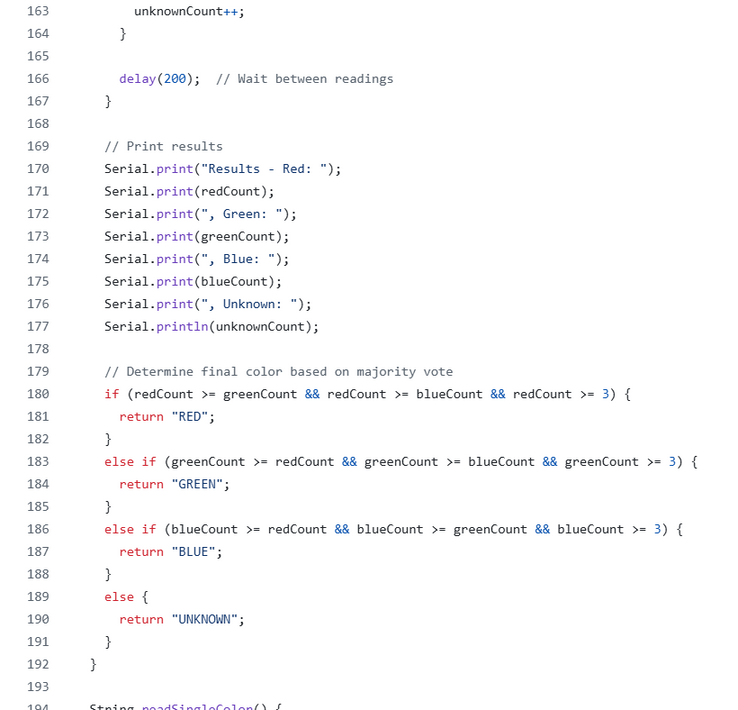 163 unknownCount++;
164 }
165
166 delay(200);  // Wait between readings
167 }
168
169 // Print results
170 Serial.print("Results - Red: ");
171 Serial.print(redCount);
172 Serial.print(", Green: ");
173 Serial.print(greenCount);
174 Serial.print(", Blue: ");
175 Serial.print(blueCount);
176 Serial.print(", Unknown: ");
177 Serial.println(unknownCount);
178
179 // Determine final color based on majority vote
180 if (redCount >= greenCount && redCount >= blueCount && redCount >= 3) {
181 return "RED";
182 }
183 else if (greenCount >= redCount && greenCount >= blueCount && greenCount >= 3) {
184 return "GREEN";
185 }
186 else if (blueCount >= redCount && blueCount >= greenCount && blueCount >= 3) {
187 return "BLUE";
188 }
189 else {
190 return "UNKNOWN";
191 }
192 }
193
194 String readSingleColor() {